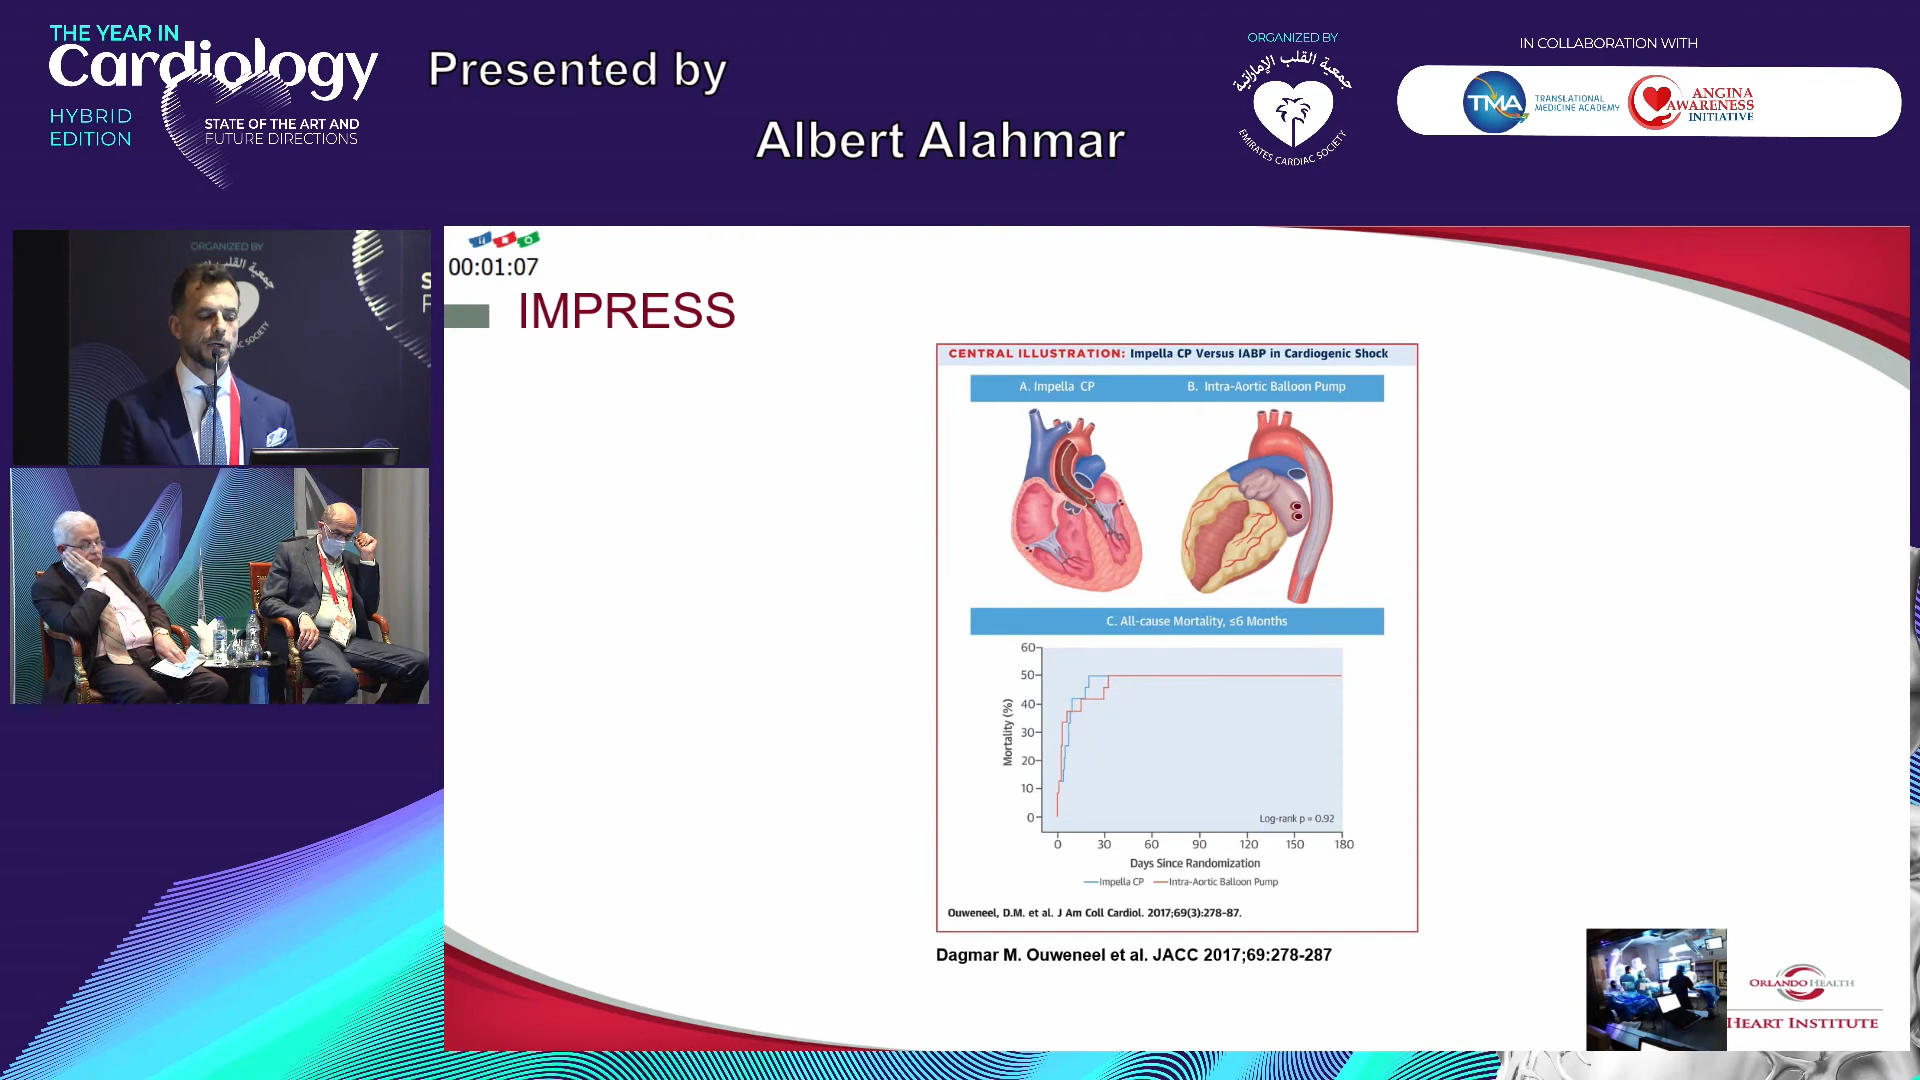 THE YEAR IN
Cardiology
HYBRID
EDITION
STATE OF THE ART AND
FUTURE DIRECTIONS
Presented by
Albert Alahmar
ORGANIZED BY
جمعية القلب الإماراتية
EMIRATES CARDIAC SOCIETY
IN COLLABORATION WITH
TMA
TRANSLATIONAL
MEDICINE ACADEMY
ANGINA
AWARENESS
INITIATIVE
ORGANIZED BY
00:01:07
IMPRESS
CENTRAL ILLUSTRATION: Impella CP Versus IABP in Cardiogenic Shock
A. Impella CP
B. Intra-Aortic Balloon Pump
C. All-cause Mortality, ≤6 Months
Mortality (%)
60
50
40
30
20
10
0
Log-rank p = 0.92
0 30 60 90 120 150 180
Days Since Randomization
Impella CP
Intra-Aortic Balloon Pump
Ouweneel, D.M. et al. J Am Coll Cardiol. 2017;69(3):278–87.
Dagmar M. Ouweneel et al. JACC 2017;69:278-287
ORLANDO HEALTH
HEART INSTITUTE